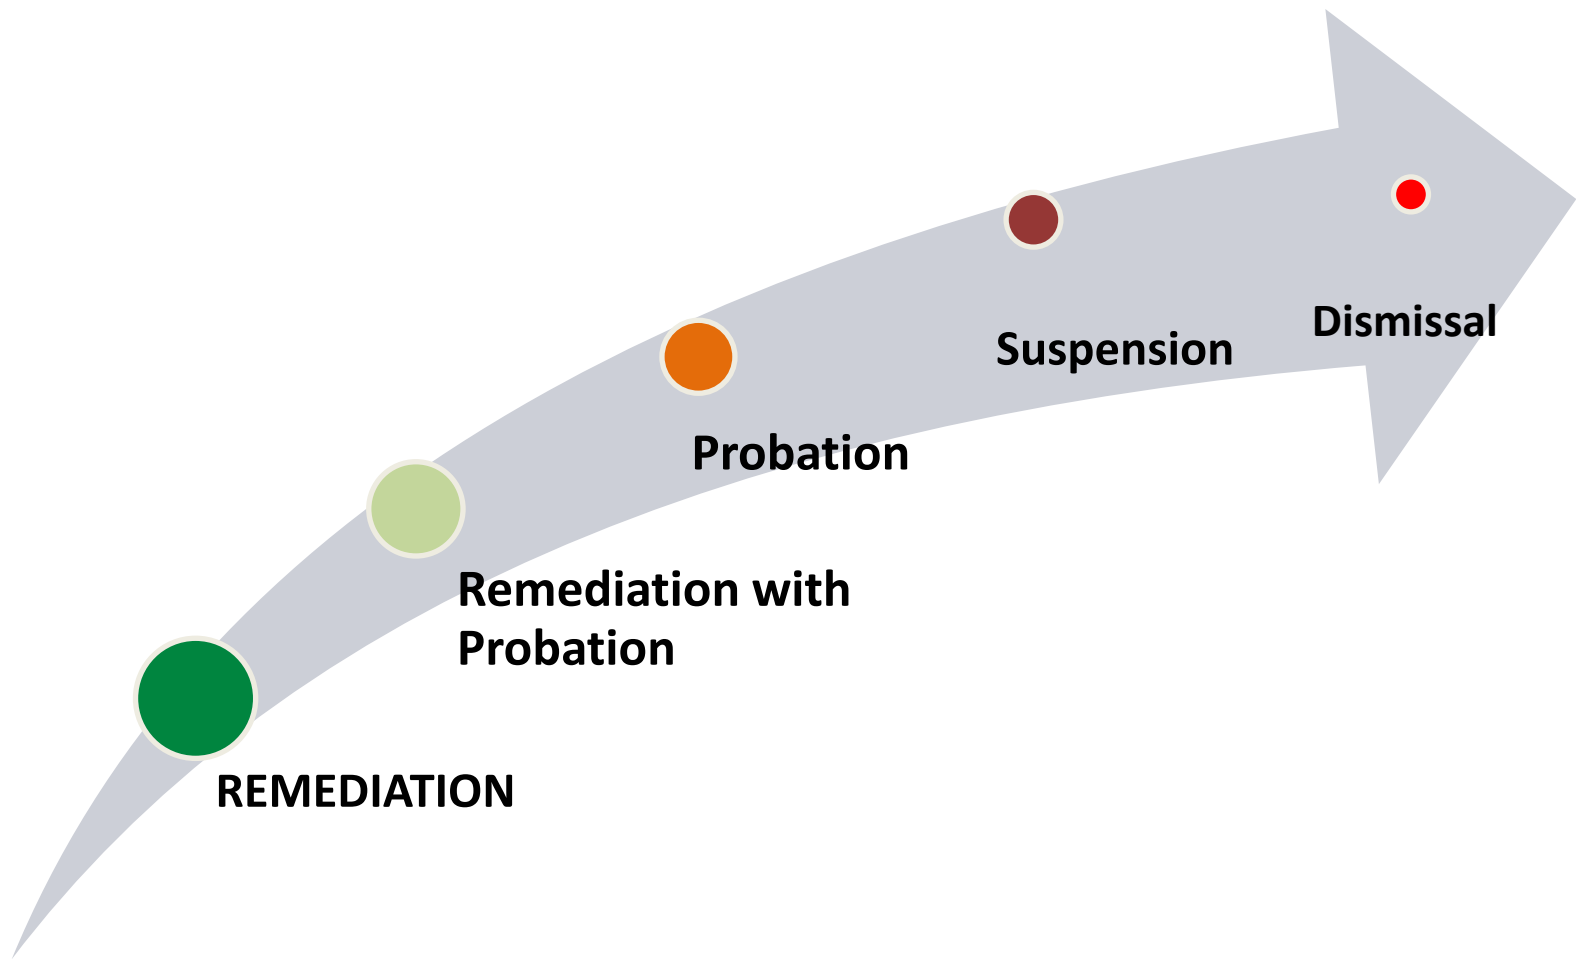 REMEDIATION
Remediation with
Probation
Probation
Suspension
Dismissal